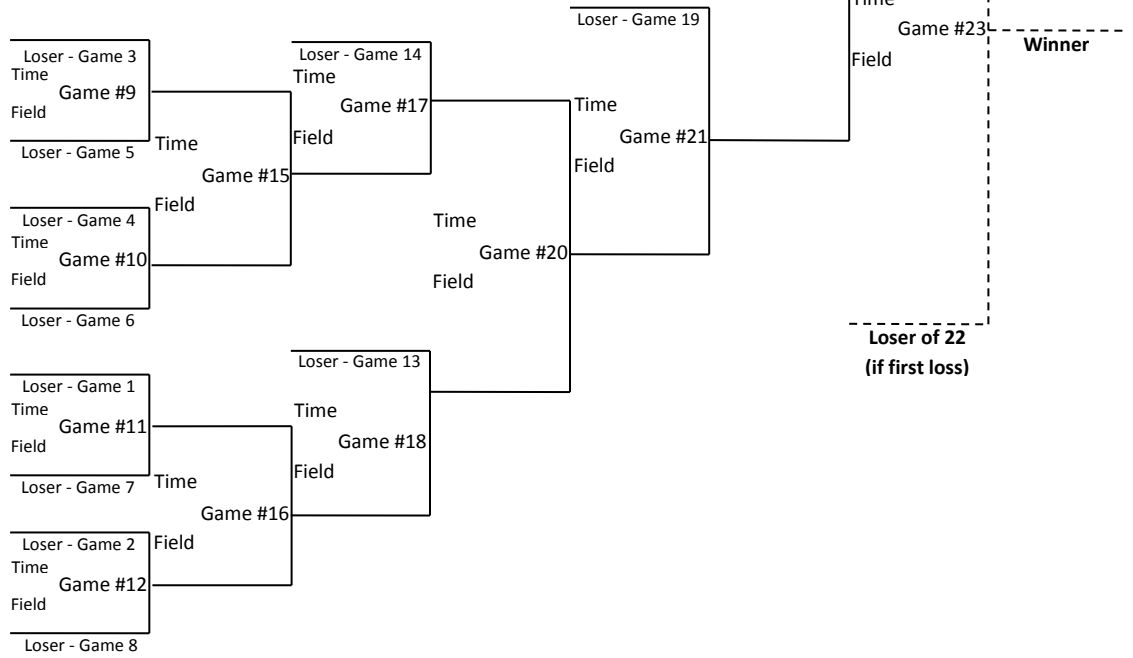 Time
Game #23
Field
Winner
Loser - Game 19
Time
Game #21
Field
Loser - Game 3
Time
Game #9
Field
Loser - Game 5
Loser - Game 14
Time
Game #17
Field
Time
Game #15
Field
Loser - Game 4
Time
Game #10
Field
Loser - Game 6
Time
Game #20
Field
Loser of 22
(if first loss)
Loser - Game 13
Time
Game #18
Field
Loser - Game 1
Time
Game #11
Field
Loser - Game 7
Time
Game #16
Field
Loser - Game 2
Time
Game #12
Field
Loser - Game 8